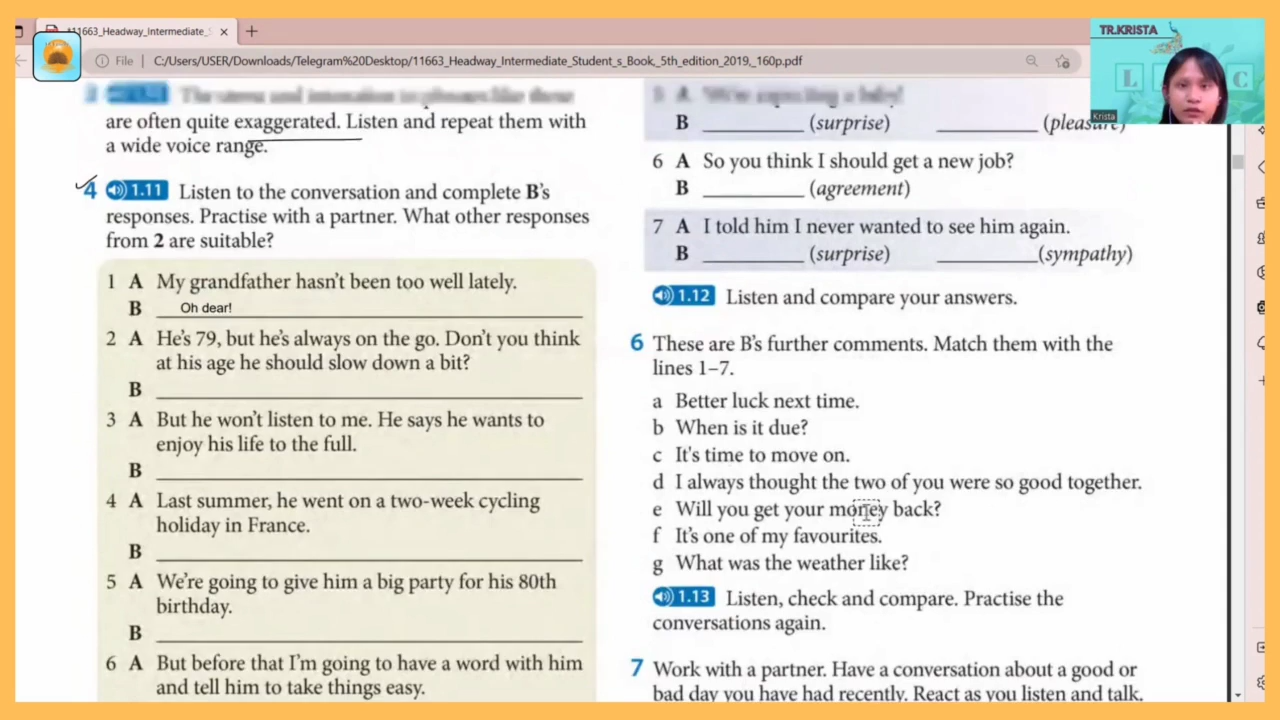 11663_Headway_Intermediate_
File
C:/Users/USER/Downloads/Telegram%20Desktop/11663_Headway_Intermediate_Student_s_Book,_5th_edition_2019,_160p.pdf
TR.KRISTA
Krista
are often quite exaggerated. Listen and repeat them with
a wide voice range.
4 1.11 Listen to the conversation and complete B's
responses. Practise with a partner. What other responses
from 2 are suitable?
1 A My grandfather hasn't been too well lately.
B Oh dear!
2 A He's 79, but he's always on the go. Don't you think
at his age he should slow down a bit?
B
3 A But he won't listen to me. He says he wants to
enjoy his life to the full.
B
4 A Last summer, he went on a two-week cycling
holiday in France.
B
5 A We're going to give him a big party for his 80th
birthday.
B
6 A But before that I'm going to have a word with him
and tell him to take things easy.
B __________ (surprise) __________ (pleasure)
6 A So you think I should get a new job?
B __________ (agreement)
7 A I told him I never wanted to see him again.
B __________ (surprise) __________(sympathy)
1.12 Listen and compare your answers.
6 These are B's further comments. Match them with the
lines 1–7.
a Better luck next time.
b When is it due?
c It's time to move on.
d I always thought the two of you were so good together.
e Will you get your money back?
f It's one of my favourites.
g What was the weather like?
1.13 Listen, check and compare. Practise the
conversations again.
7 Work with a partner. Have a conversation about a good or
bad day you have had recently. React as you listen and talk.